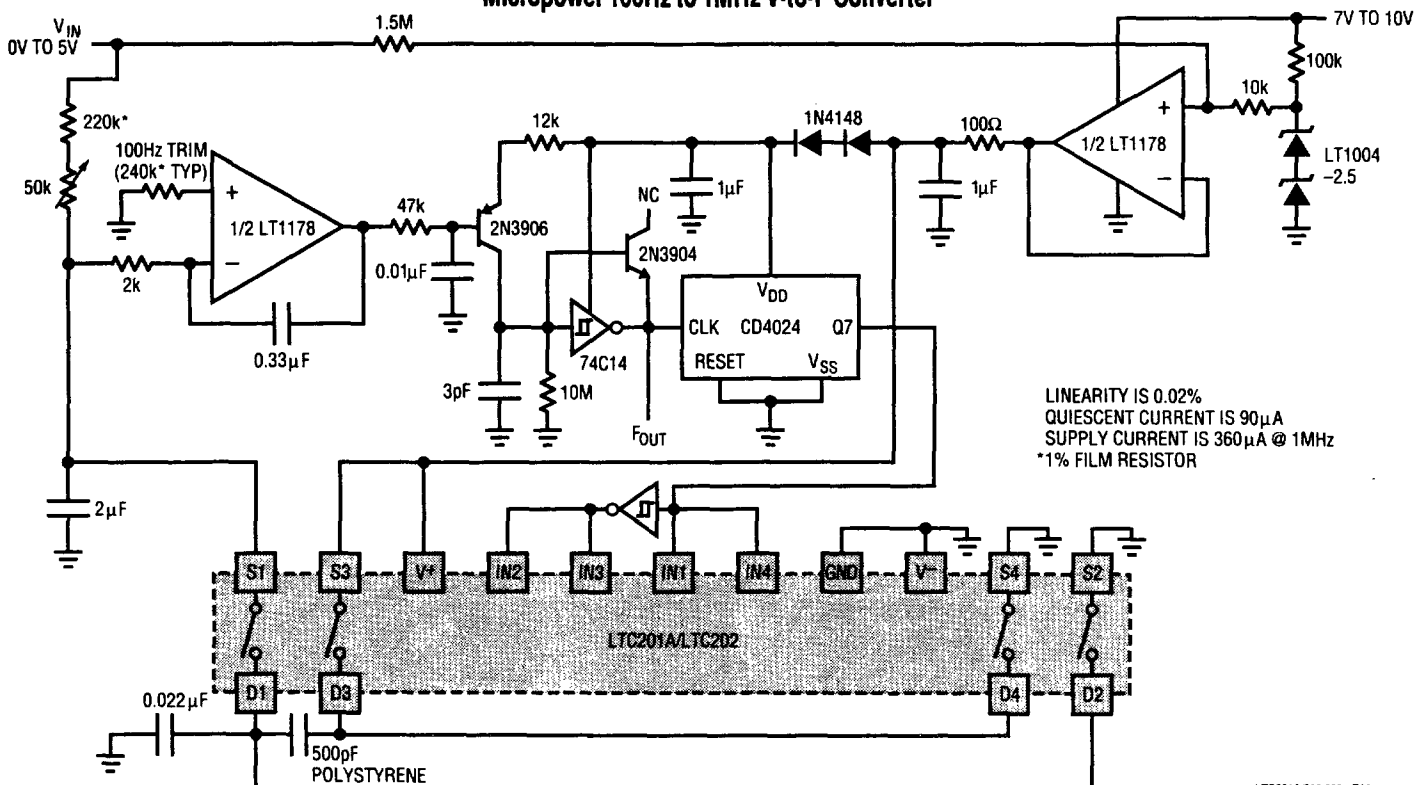 Micropower 100Hz to 1MHz V-to-F Converter
VIN
0V TO 5V
1.5M
7V TO 10V
100k
10k
LT1004
–2.5
220k*
50k
100Hz TRIM
(240k* TYP)
+
1/2 LT1178
–
2k
0.33µF
47k
0.01µF
12k
2N3906
1N4148
100Ω
+
1/2 LT1178
–
1µF
1µF
NC
2N3904
VDD
CLK
CD4024
Q7
RESET
VSS
74C14
3pF
10M
FOUT
LINEARITY IS 0.02%
QUIESCENT CURRENT IS 90µA
SUPPLY CURRENT IS 360µA @ 1MHz
*1% FILM RESISTOR
2µF
S1
S3
V+
IN2
IN3
IN1
IN4
GND
V–
S4
S2
LTC201A/LTC202
D1
D3
D4
D2
0.022µF
500pF
POLYSTYRENE